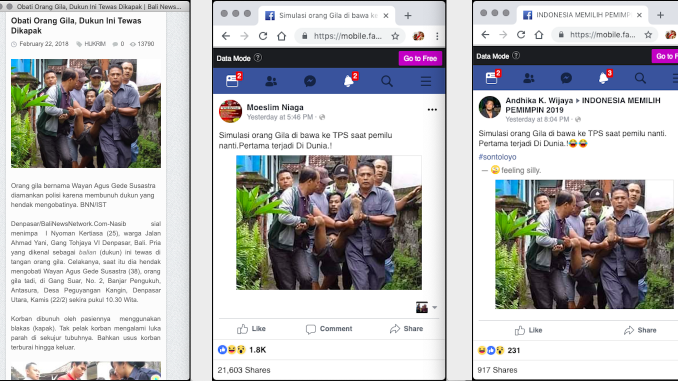 Obati Orang Gila, Dukun Ini Tewas Dikapak | Bali News...
Obati Orang Gila, Dukun Ini Tewas
Dikapak
February 22, 2018 HUKRIM 0 13790
Orang gila bernama Wayan Agus Gede Susastra
diamankan polisi karena membunuh dukun yang
hendak mengobatinya. BNN/IST
Denpasar/BaliNewsNetwork.Com-Nasib sial
menimpa I Nyoman Kertiasa (25), warga Jalan
Ahmad Yani, Gang Tohjaya VI Denpasar, Bali. Pria
yang dikenal sebagai balian (dukun) ini tewas di
tangan orang gila. Celakanya, saat itu dia hendak
mengobati Wayan Agus Gede Susastra (38), orang
gila tadi, di Gang Suar, No. 2, Banjar Pengukuh,
Antasura, Desa Peguyangan Kangin, Denpasar
Utara, Kamis (22/2) sekira pukul 10.30 Wita.
Korban dibunuh oleh pasiennya menggunakan
blakas (kapak). Tak pelak korban mengalami luka
parah di sekujur tubuhnya. Bahkan usus korban
terburai hingga keluar.
Simulasi orang Gila di bawa ke
https://mobile.fa...
Data Mode ? Go to Free
2 2
Moeslim Niaga
Yesterday at 5:46 PM ·
Simulasi orang Gila di bawa ke TPS saat pemilu
nanti.Pertama terjadi Di Dunia.!
Like Comment Share
1.8K
21,603 Shares
INDONESIA MEMILIH PEMIMP
https://mobile.fa...
Data Mode ? Go to
2 3
Andhika K. Wijaya ▸ INDONESIA MEMILIH
PEMIMPIN 2019
Yesterday at 8:04 PM ·
Simulasi orang Gila di bawa ke TPS saat pemilu nanti.
Pertama terjadi Di Dunia.!😂😂
#sontoloyo
— 🤪feeling silly.
Like Share
231
917 Shares